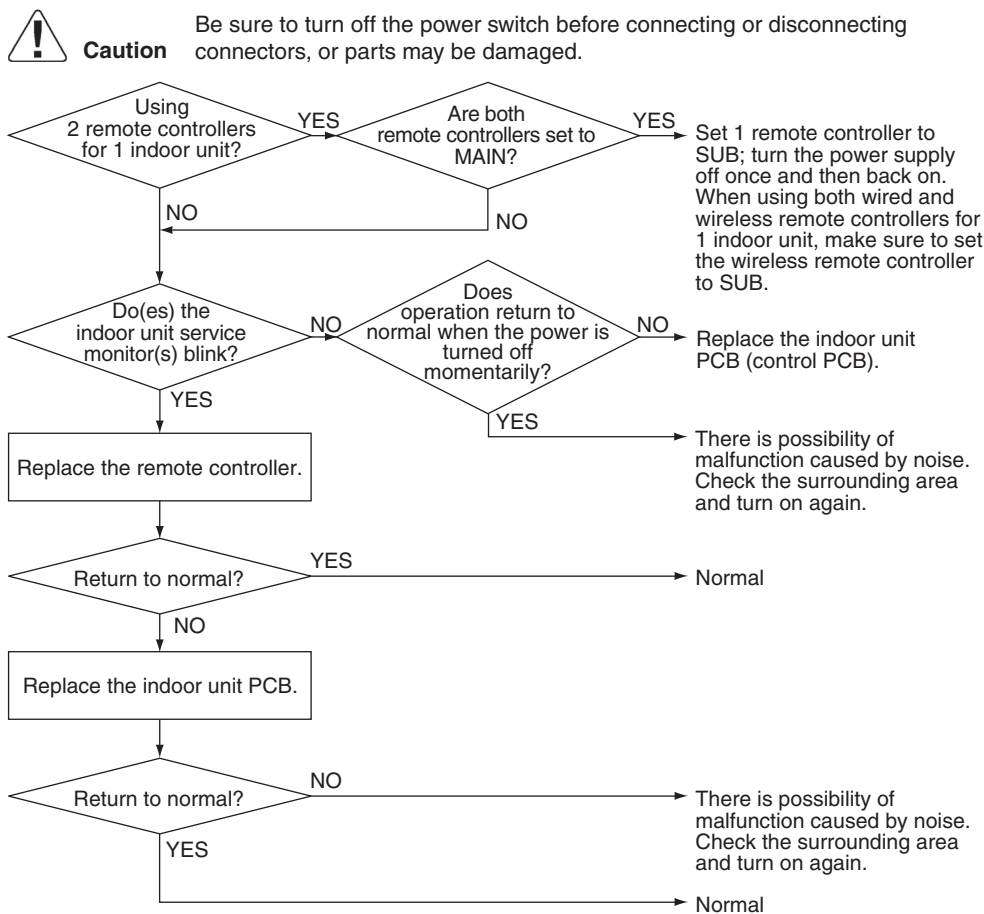 Caution
Be sure to turn off the power switch before connecting or disconnecting
connectors, or parts may be damaged.
Using
2 remote controllers
for 1 indoor unit?
YES
Are both
remote controllers set to
MAIN?
YES
Set 1 remote controller to
SUB; turn the power supply
off once and then back on.
When using both wired and
wireless remote controllers for
1 indoor unit, make sure to set
the wireless remote controller
to SUB.
NO
NO
Do(es) the
indoor unit service
monitor(s) blink?
NO
Does
operation return to
normal when the power is
turned off
momentarily?
NO
Replace the indoor unit
PCB (control PCB).
YES
YES
There is possibility of
malfunction caused by noise.
Check the surrounding area
and turn on again.
Replace the remote controller.
Return to normal?
YES
Normal
NO
Replace the indoor unit PCB.
Return to normal?
NO
There is possibility of
malfunction caused by noise.
Check the surrounding area
and turn on again.
YES
Normal